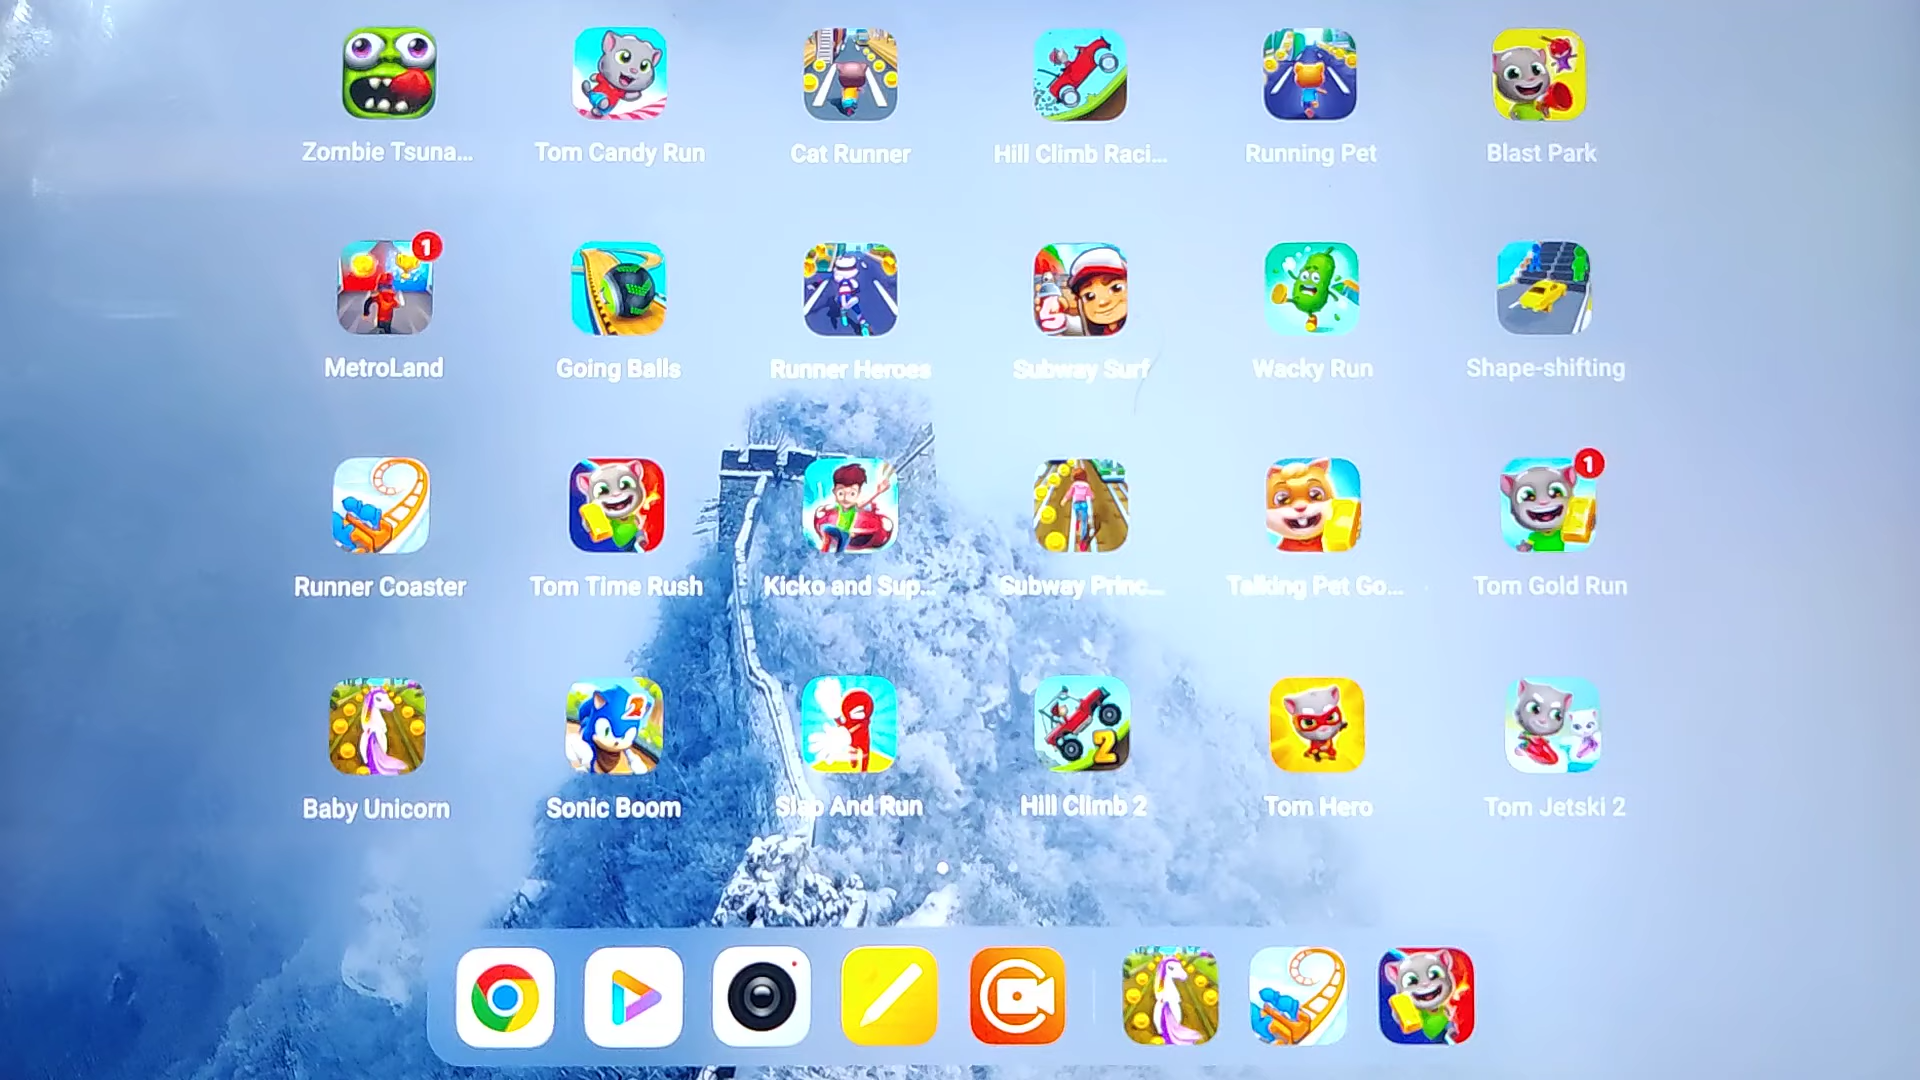 Zombie Tsuna...
Tom Candy Run
Cat Runner
Hill Climb Raci...
Running Pet
Blast Park
1
MetroLand
Going Balls
Runner Heroes
Subway Surf
Wacky Run
Shape-shifting
1
Runner Coaster
Tom Time Rush
Kicko and Sup...
Subway Princ...
Talking Pet Go...
Tom Gold Run
2
2
Baby Unicorn
Sonic Boom
Slap And Run
Hill Climb 2
Tom Hero
Tom Jetski 2